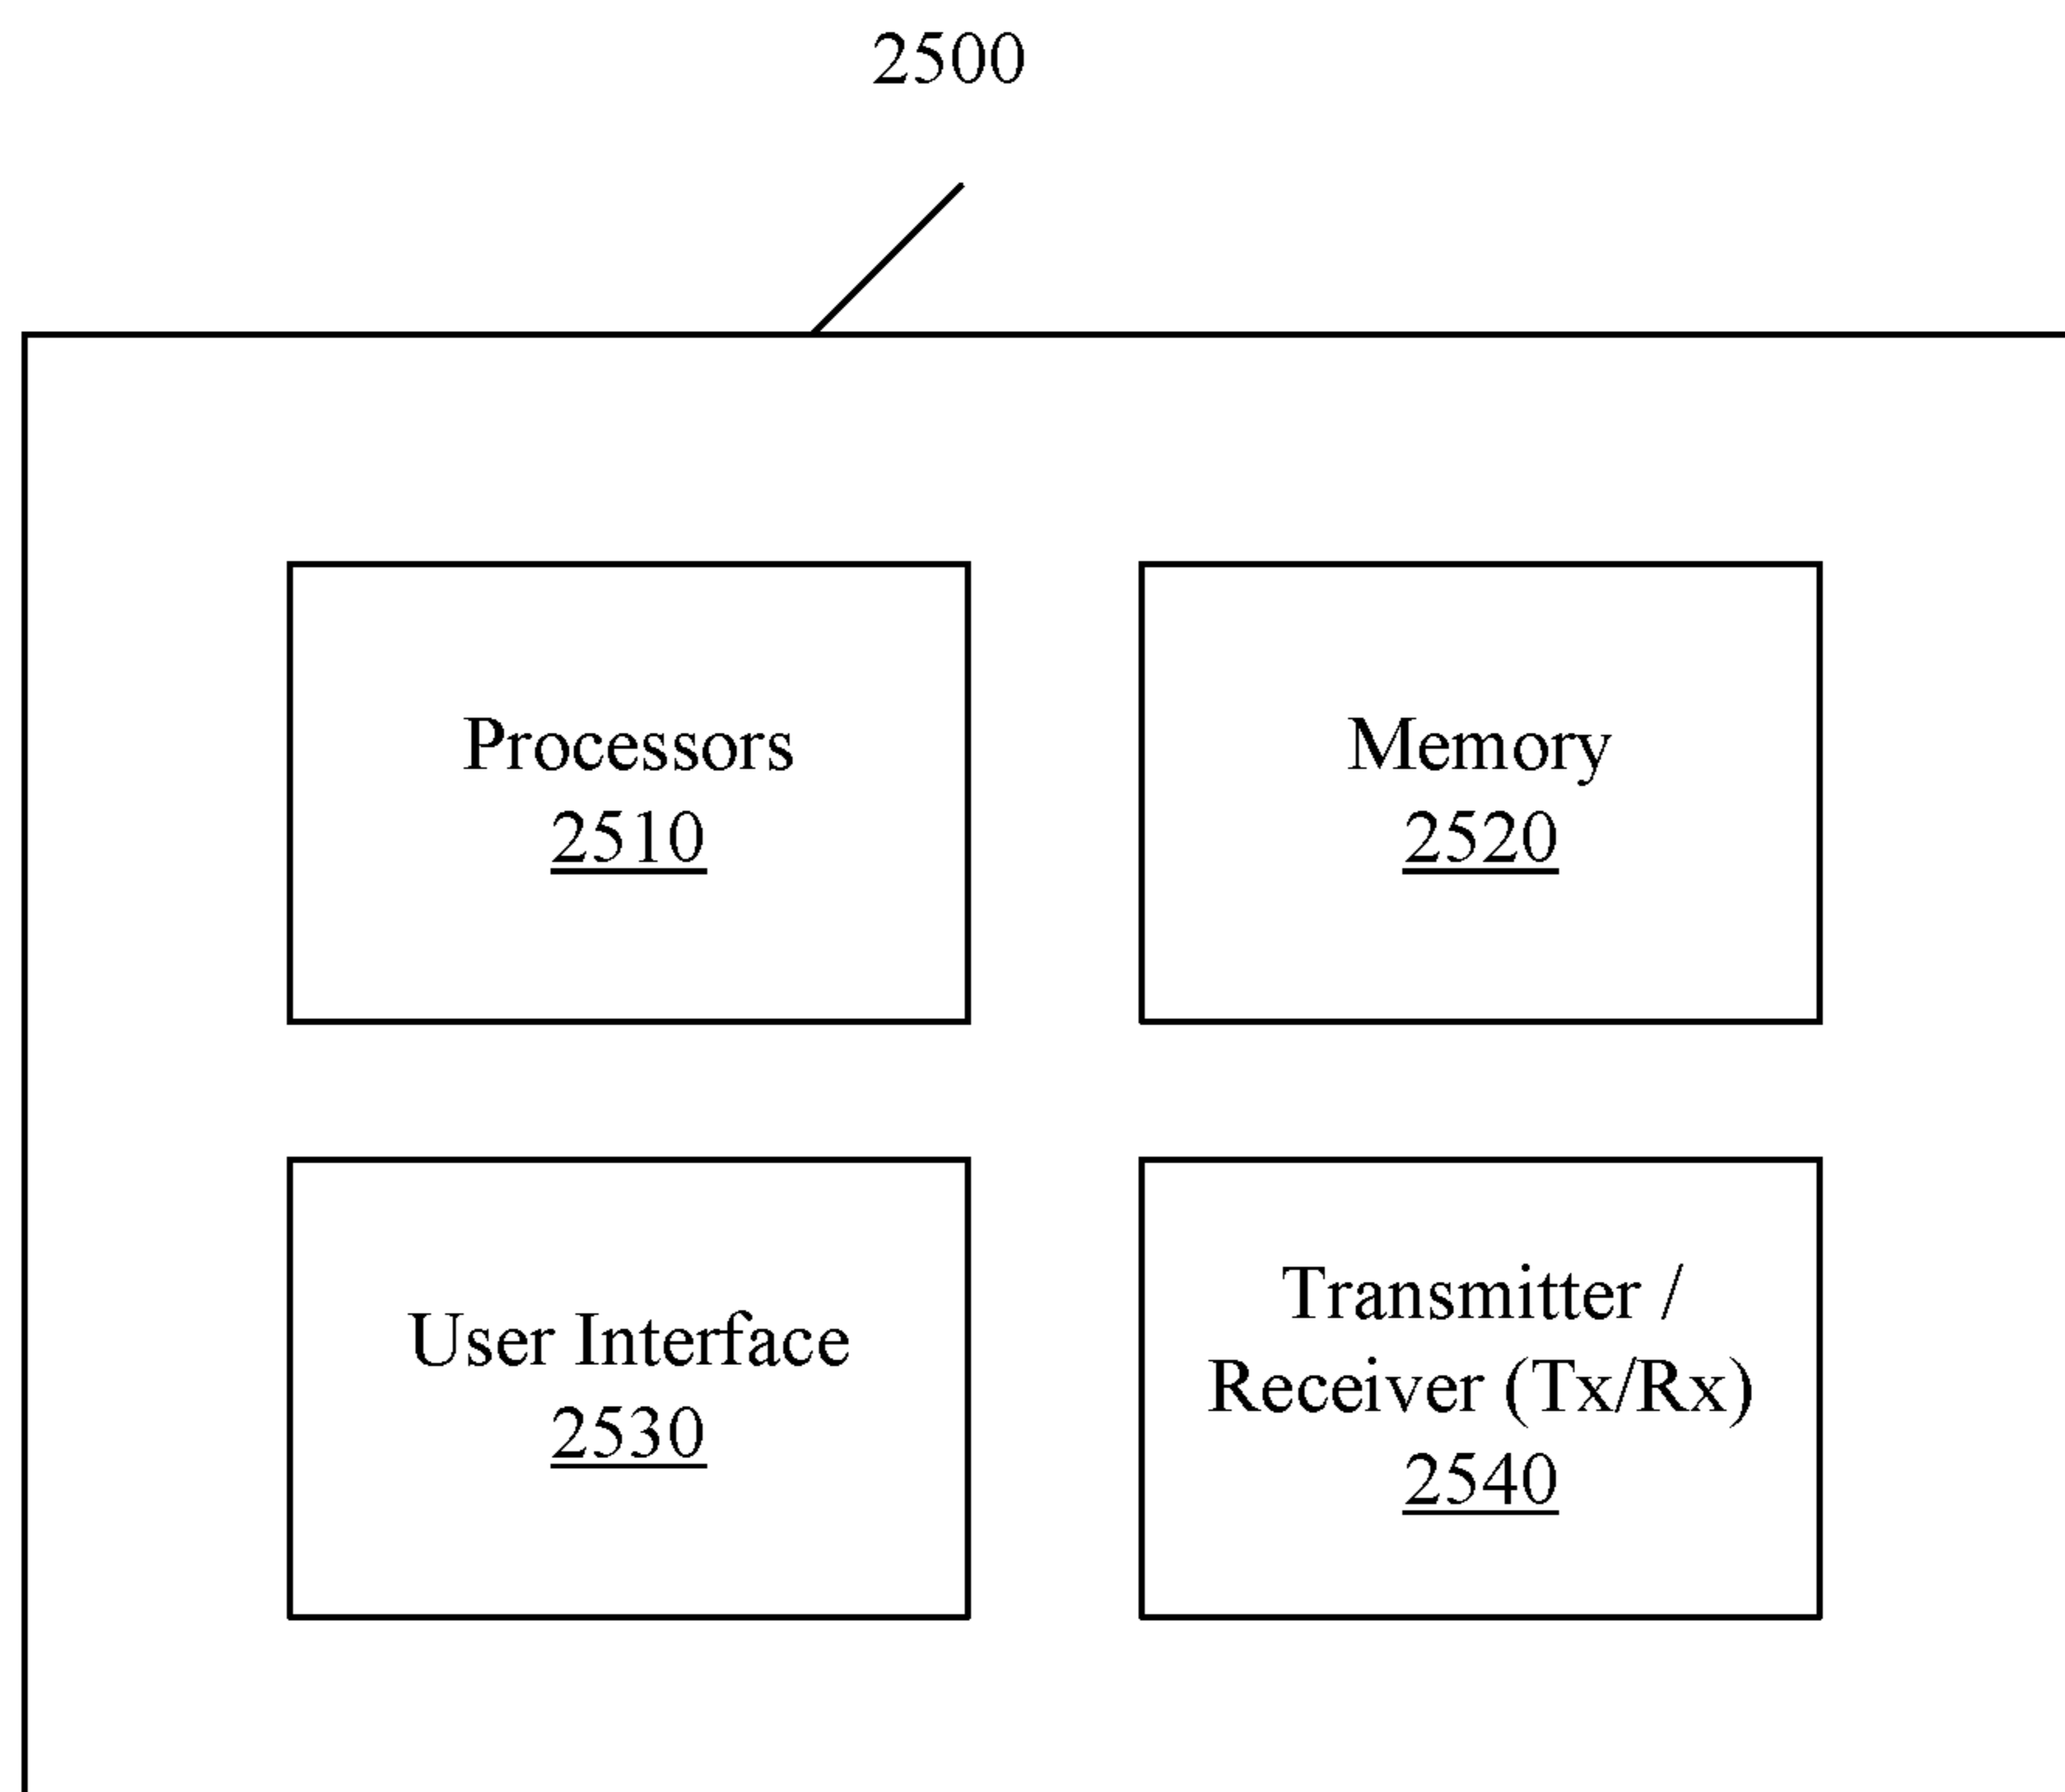 2500
Processors
2510
Memory
2520
User Interface
2530
Transmitter /
Receiver (Tx/Rx)
2540